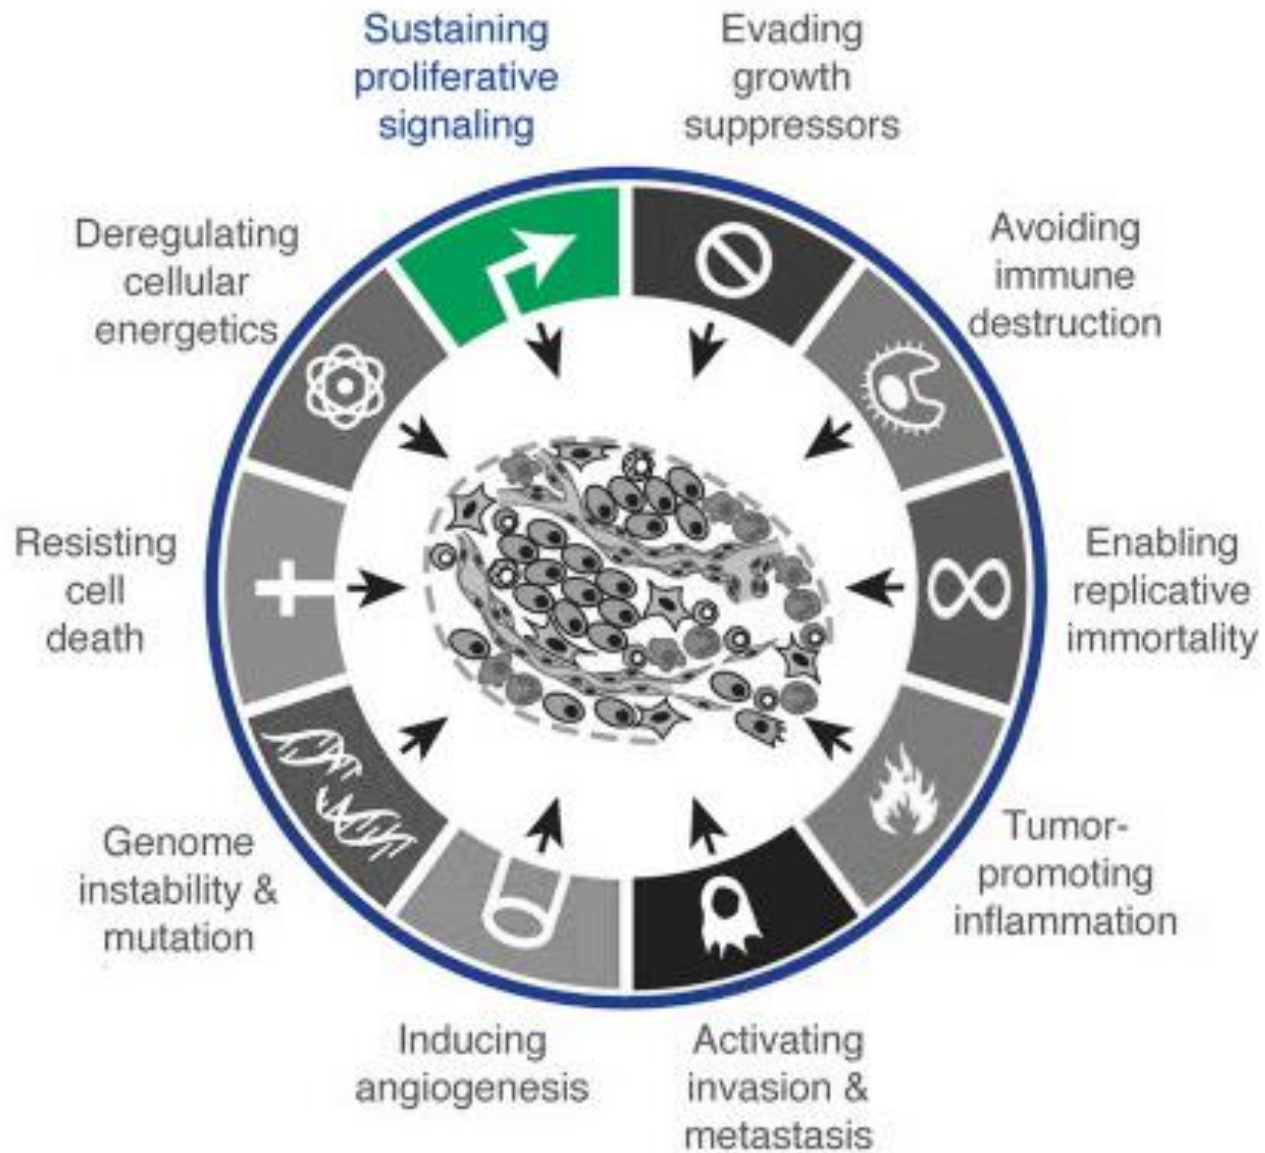 Sustaining
proliferative
signaling
Evading
growth
suppressors
Avoiding
immune
destruction
Enabling
replicative
immortality
Tumor-
promoting
inflammation
Activating
invasion &
metastasis
Inducing
angiogenesis
Genome
instability &
mutation
Resisting
cell
death
Deregulating
cellular
energetics